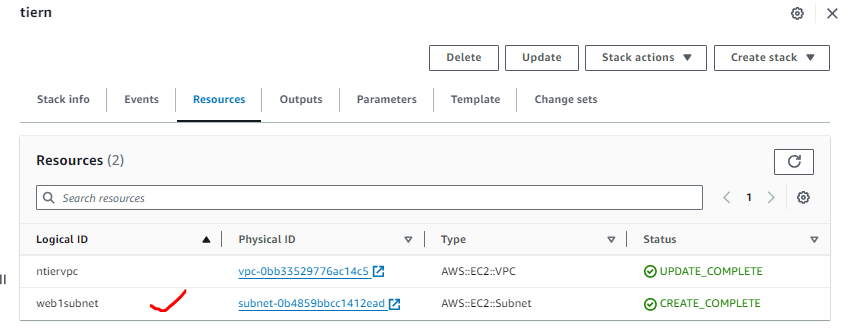 tiern
Delete Update Stack actions Create stack
Stack info Events Resources Outputs Parameters Template Change sets
Resources (2)
Search resources
1
Logical ID Physical ID Type Status
ntiervpc vpc-0bb33529776ac14c5 AWS::EC2::VPC UPDATE_COMPLETE
web1subnet subnet-0b4859bbcc1412ead AWS::EC2::Subnet CREATE_COMPLETE